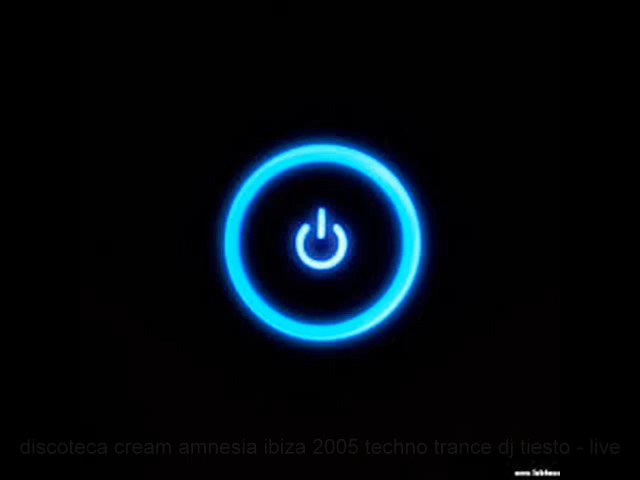 discoteca cream amnesia ibiza 2005 techno trance dj tiesto - live